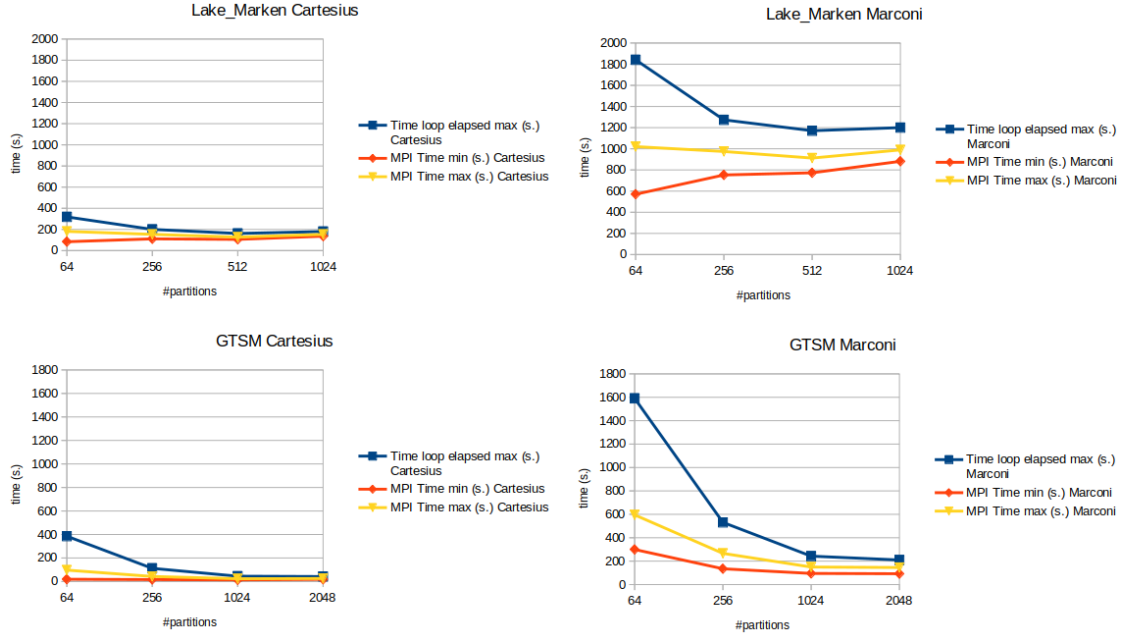 Lake_Marken Cartesius
2000
1800
1600
1400
1200
1000
800
600
400
200
0
time (s.)
64
256
512
1024
#partitions
Time loop elapsed max (s.)
Cartesius
MPI Time min (s.) Cartesius
MPI Time max (s.) Cartesius
Lake_Marken Marconi
2000
1800
1600
1400
1200
1000
800
600
400
200
0
time (s.)
64
256
512
1024
#partitions
Time loop elapsed max (s.)
Marconi
MPI Time min (s.) Marconi
MPI Time max (s.) Marconi
GTSM Cartesius
1800
1600
1400
1200
1000
800
600
400
200
0
time (s.)
64
256
1024
2048
#partitions
Time loop elapsed max (s.)
Cartesius
MPI Time min (s.) Cartesius
MPI Time max (s.) Cartesius
GTSM Marconi
1800
1600
1400
1200
1000
800
600
400
200
0
time (s.)
64
256
1024
2048
#partitions
Time loop elapsed max (s.)
Marconi
MPI Time min (s.) Marconi
MPI Time max (s.) Marconi